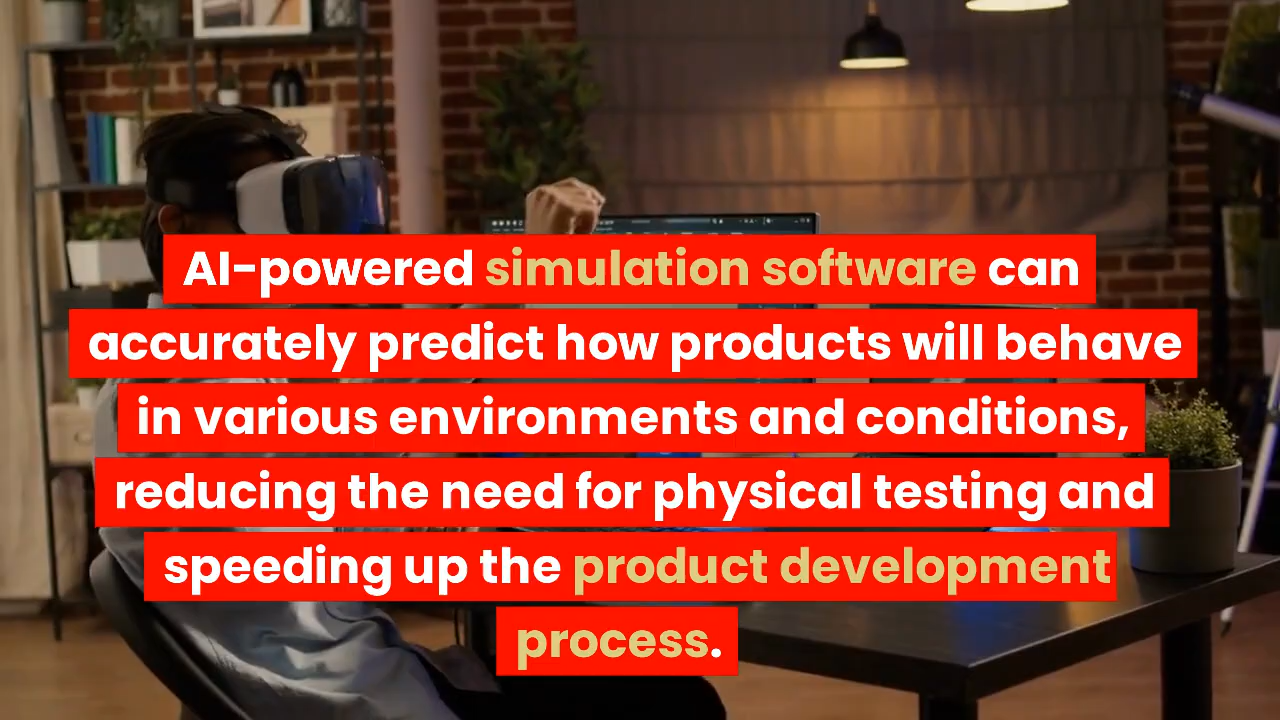 AI-powered simulation software can
accurately predict how products will behave
in various environments and conditions,
reducing the need for physical testing and
speeding up the product development
process.